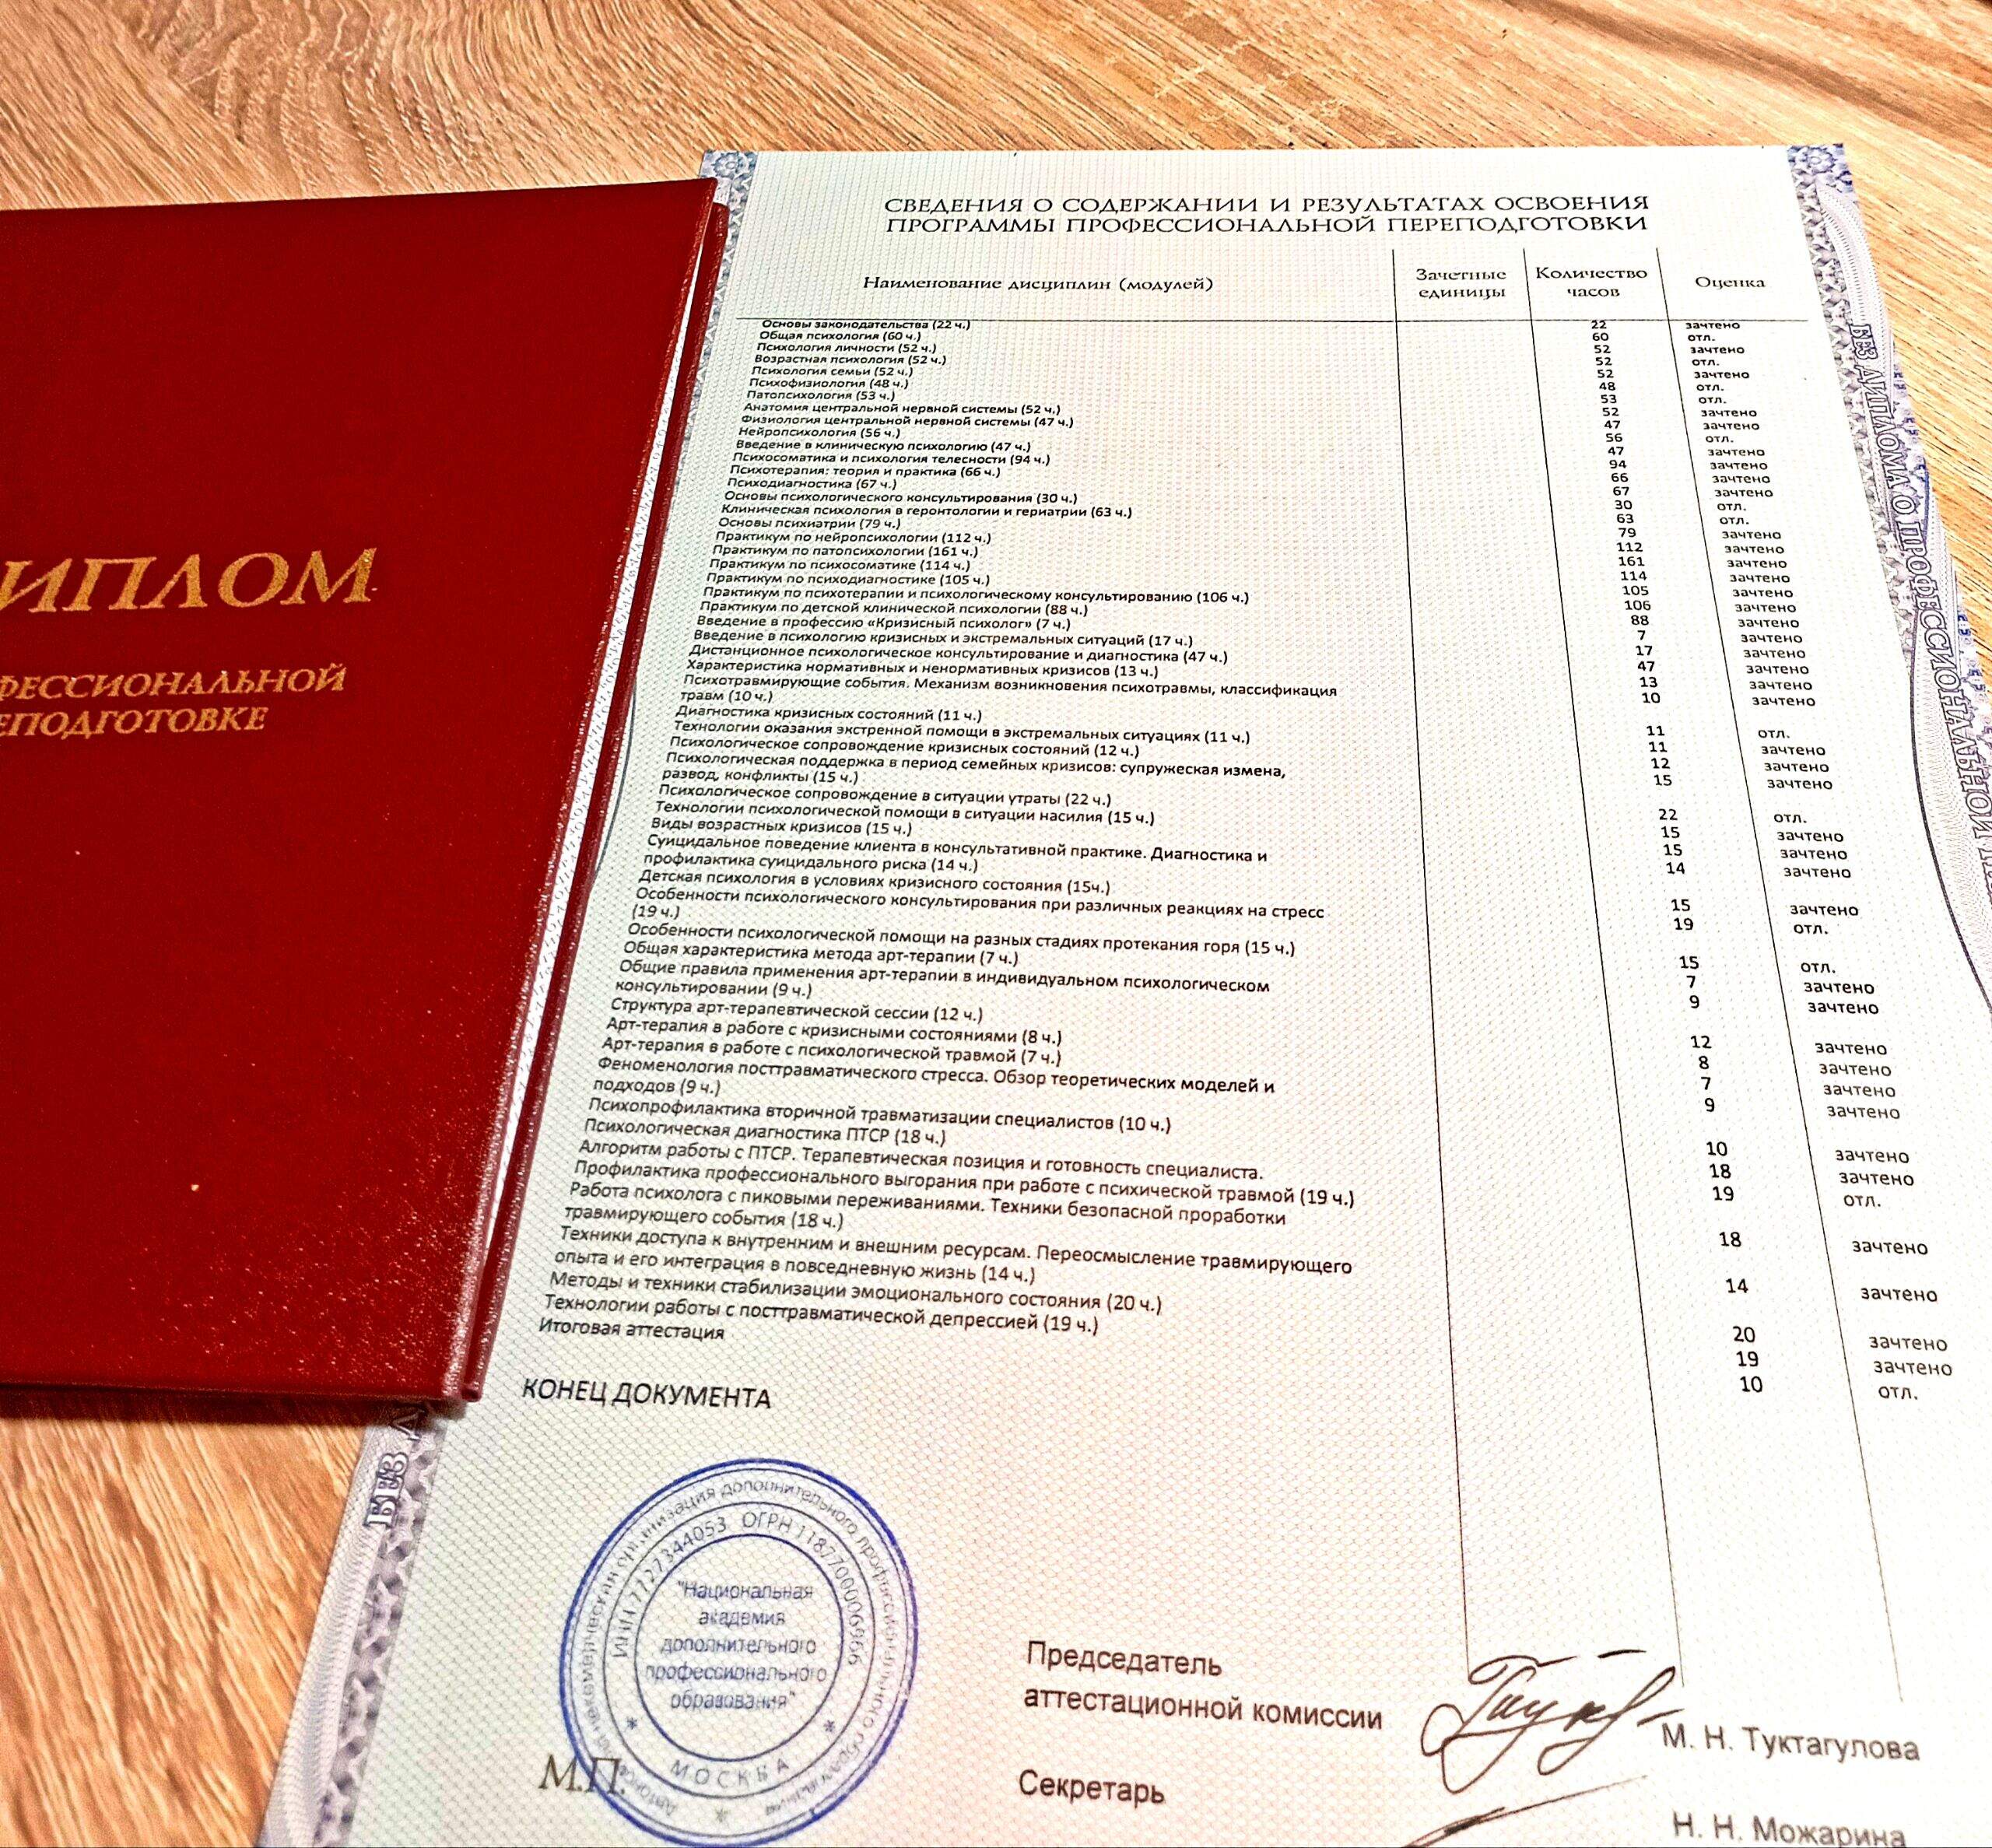 ИПЛОМ
ФЕССИОНАЛЬНОЙ
ЕПОДГОТОВКЕ
СВЕДЕНИЯ О СОДЕРЖАНИИ И РЕЗУЛЬТАТАХ ОСВОЕНИЯ
ПРОГРАММЫ ПРОФЕССИОНАЛЬНОЙ ПЕРЕПОДГОТОВКИ
Наименование дисциплин (модулей) Зачетные единицы Количество часов Оценка
Основы законодательства (22 ч.) 22 зачтено
Общая психология (60 ч.) 60 отл.
Психология личности (52 ч.) 52 зачтено
Возрастная психология (52 ч.) 52 отл.
Психология семьи (52 ч.) 52 зачтено
Психофизиология (48 ч.) 48 отл.
Патопсихология (53 ч.) 53 отл.
Анатомия центральной нервной системы (52 ч.) 52 зачтено
Физиология центральной нервной системы (47 ч.) 47 зачтено
Нейропсихология (56 ч.) 56 отл.
Введение в клиническую психологию (47 ч.) 47 зачтено
Психосоматика и психология телесности (94 ч.) 94 зачтено
Психотерапия: теория и практика (66 ч.) 66 зачтено
Психодиагностика (67 ч.) 67 зачтено
Основы психологического консультирования (30 ч.) 30 отл.
Клиническая психология в геронтологии и гериатрии (63 ч.) 63 отл.
Основы психиатрии (79 ч.) 79 зачтено
Практикум по нейропсихологии (112 ч.) 112 зачтено
Практикум по патопсихологии (161 ч.) 161 зачтено
Практикум по психосоматике (114 ч.) 114 зачтено
Практикум по психодиагностике (105 ч.) 105 зачтено
Практикум по психотерапии и психологическому консультированию (106 ч.) 106 зачтено
Практикум по детской клинической психологии (88 ч.) 88 зачтено
Введение в профессию «Кризисный психолог» (7 ч.) 7 зачтено
Введение в психологию кризисных и экстремальных ситуаций (17 ч.) 17 зачтено
Дистанционное психологическое консультирование и диагностика (47 ч.) 47 зачтено
Характеристика нормативных и ненормативных кризисов (13 ч.) 13 зачтено
Психотравмирующие события. Механизм возникновения психотравмы, классификация 10 зачтено
травм (10 ч.)
Диагностика кризисных состояний (11 ч.) 11 отл.
Технологии оказания экстренной помощи в экстремальных ситуациях (11 ч.) 11 зачтено
Психологическое сопровождение кризисных состояний (12 ч.) 12 зачтено
Психологическая поддержка в период семейных кризисов: супружеская измена, 15 зачтено
развод, конфликты (15 ч.)
Психологическое сопровождение в ситуации утраты (22 ч.) 22 отл.
Технологии психологической помощи в ситуации насилия (15 ч.) 15 зачтено
Виды возрастных кризисов (15 ч.) 15 зачтено
Суицидальное поведение клиента в консультативной практике. Диагностика и 14 зачтено
профилактика суицидального риска (14 ч.)
Детская психология в условиях кризисного состояния (15ч.) 15 зачтено
Особенности психологического консультирования при различных реакциях на стресс 19 отл.
(19 ч.)
Особенности психологической помощи на разных стадиях протекания горя (15 ч.) 15 отл.
Общая характеристика метода арт-терапии (7 ч.) 7 зачтено
Общие правила применения арт-терапии в индивидуальном психологическом 9 зачтено
консультировании (9 ч.)
Структура арт-терапевтической сессии (12 ч.) 12 зачтено
Арт-терапия в работе с кризисными состояниями (8 ч.) 8 зачтено
Арт-терапия в работе с психологической травмой (7 ч.) 7 зачтено
Феноменология посттравматического стресса. Обзор теоретических моделей и 9 зачтено
подходов (9 ч.)
Психопрофилактика вторичной травматизации специалистов (10 ч.) 10 зачтено
Психологическая диагностика ПТСР (18 ч.) 18 зачтено
Алгоритм работы с ПТСР. Терапевтическая позиция и готовность специалиста. 19 отл.
Профилактика профессионального выгорания при работе с психической травмой (19 ч.)
Работа психолога с пиковыми переживаниями. Техники безопасной проработки 18 зачтено
травмирующего события (18 ч.)
Техники доступа к внутренним и внешним ресурсам. Переосмысление травмирующего 14 зачтено
опыта и его интеграция в повседневную жизнь (14 ч.)
Методы и техники стабилизации эмоционального состояния (20 ч.) 20 зачтено
Технологии работы с посттравматической депрессией (19 ч.) 19 зачтено
Итоговая аттестация 10 отл.
КОНЕЦ ДОКУМЕНТА
БЕЗ ДИПЛОМА О ПРОФЕССИОНАЛЬНОЙ
БЕЗ
организация дополнительного профессионального
ИНН 7727344053 ОГРН 1187700006966
"Национальная
академия
дополнительного
профессионального
образования"
МОСКВА
М.П.
Председатель
аттестационной комиссии М. Н. Туктагулова
Секретарь Н. Н. Можарина